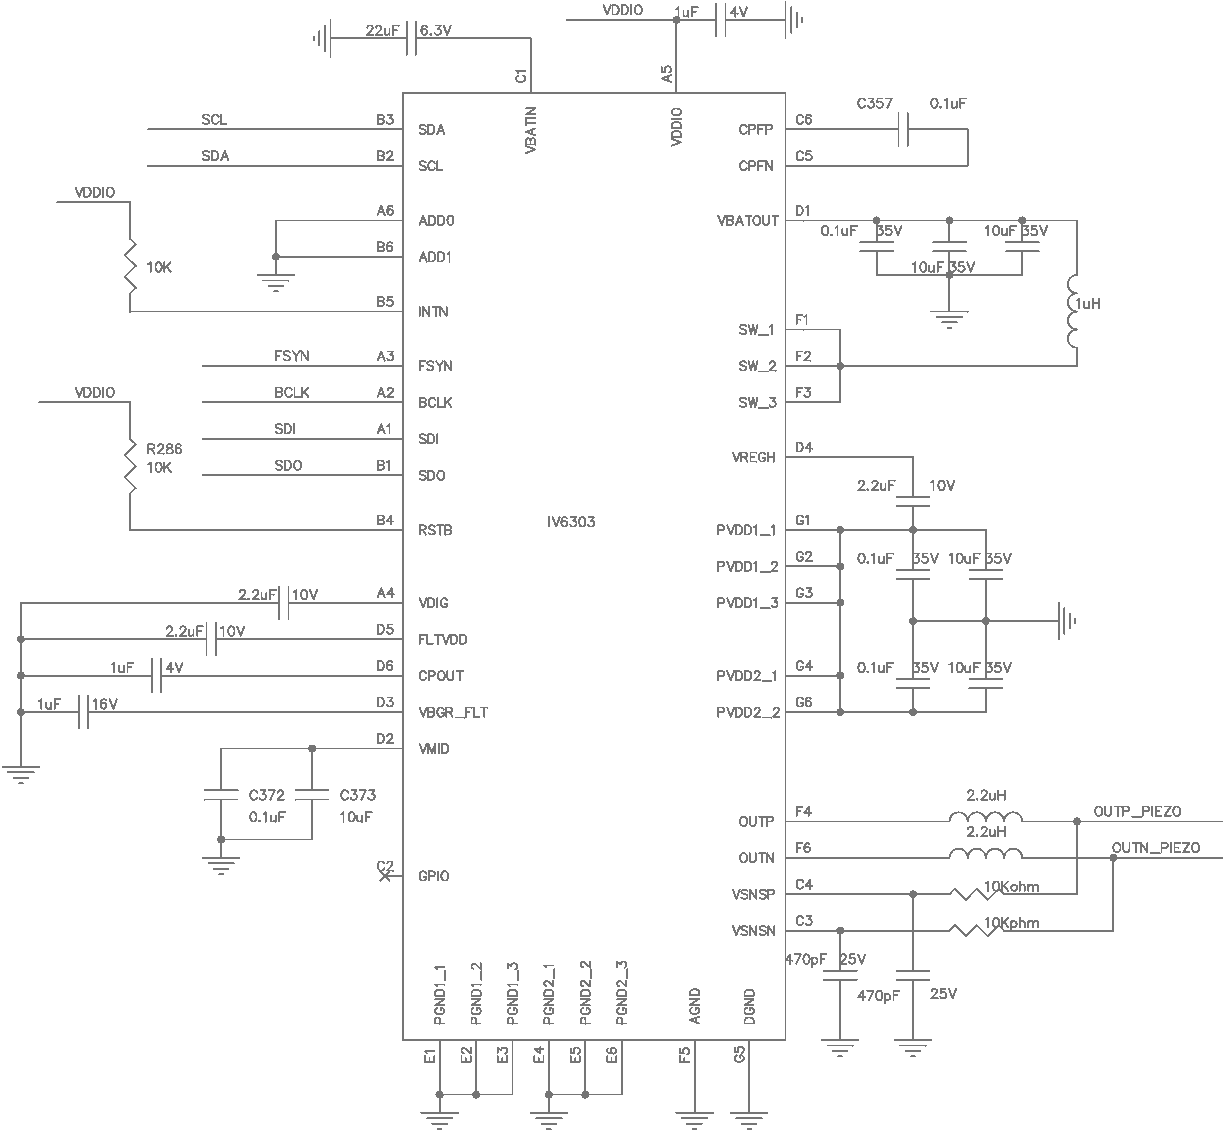 VDDIO 1uF 4V
22uF 6.3V
C1 A5
VBATIN VDDIO
SCL B3 SDA
SDA B2 SCL
VDDIO
10K
A6 ADD0
B6 ADD1
B5 INTN
FSYN A3 FSYN
VDDIO
BCLK A2 BCLK
SDI A1 SDI
R286
10K
SDO B1 SDO
B4 RSTB
IV6303
2.2uF 10V A4 VDIG
2.2uF 10V D5 FLTVDD
1uF 4V D6 CPOUT
1uF 16V D3 VBGR_FLT
D2 VMID
C372
0.1uF
C373
10uF
C2 GPIO
C357 0.1uF
CPFP C6
CPFN C5
VBATOUT D1
0.1uF 35V
10uF 35V
10uF 35V
1uH
SW_1 F1
SW_2 F2
SW_3 F3
VREGH D4
2.2uF 10V
PVDD1_1 G1
PVDD1_2 G2
0.1uF 35V 10uF 35V
PVDD1_3 G3
PVDD2_1 G4
0.1uF 35V 10uF 35V
PVDD2_2 G6
2.2uH
OUTP F4 OUTP_PIEZO
2.2uH
OUTN F6 OUTN_PIEZO
VSNSP C4 10Kohm
VSNSN C3 10Kphm
470pF 25V
470pF 25V
PGND1_1 PGND1_2 PGND1_3 PGND2_1 PGND2_2 PGND2_3 AGND DGND
E1 E2 E3 E4 E5 E6 F5 G5